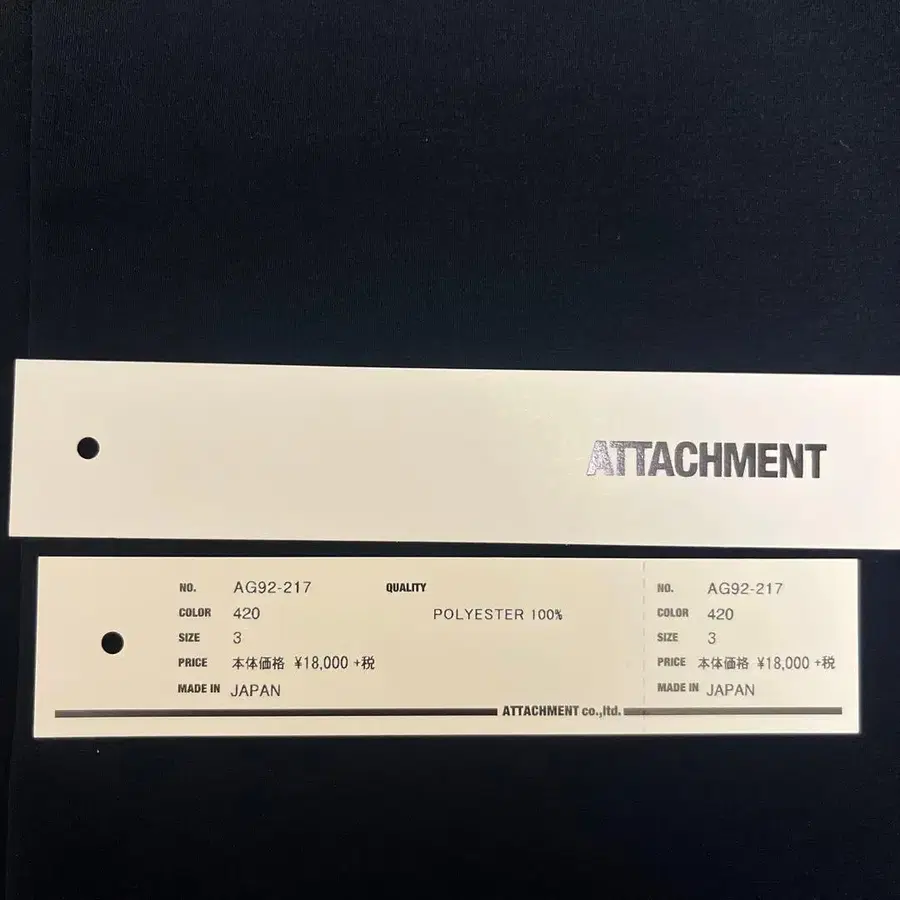 ATTACHMENT
NO. AG92-217
COLOR 420
SIZE 3
PRICE 本体価格 ¥18,000 +税
MADE IN JAPAN
QUALITY
POLYESTER 100%
NO. AG92-217
COLOR 420
SIZE 3
PRICE 本体価格 ¥18,000 +税
MADE IN JAPAN
ATTACHMENT co.,ltd.